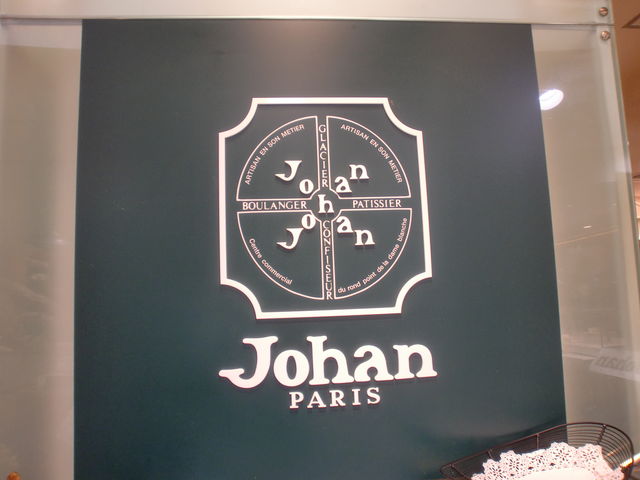 ARTISAN EN SON METIER
ARTISAN EN SON METIER
GLACIER
Johan
BOULANGER
PATISSIER
Johan
CONFISEUR
Centre commercial
du rond point de la dame blanche
Johan
PARIS